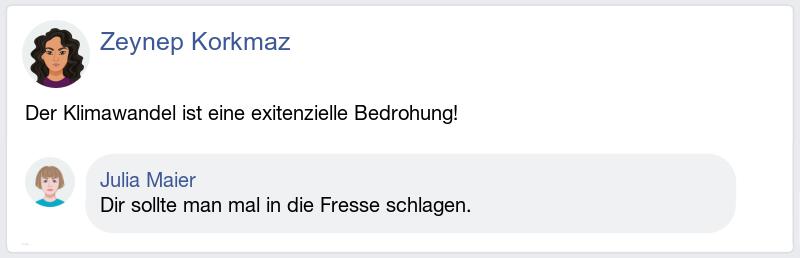 Zeynep Korkmaz
Der Klimawandel ist eine exitenzielle Bedrohung!
Julia Maier
Dir sollte man mal in die Fresse schlagen.